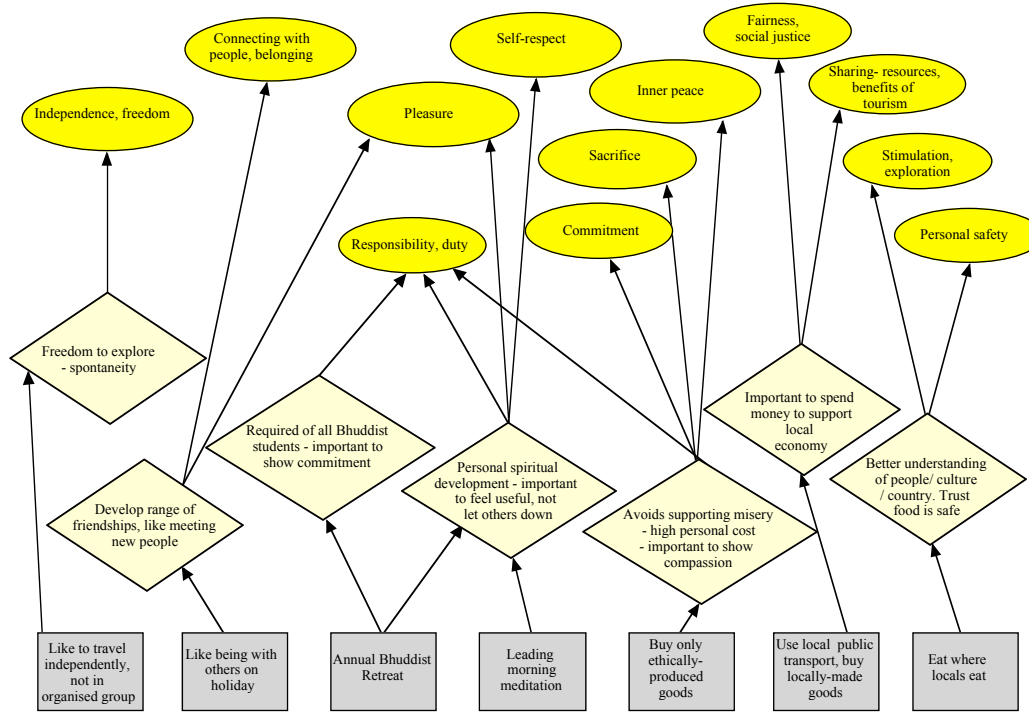 Connecting with
people, belonging
Self-respect
Fairness,
social justice
Independence, freedom
Pleasure
Inner peace
Sharing- resources,
benefits of
tourism
Sacrifice
Stimulation,
exploration
Responsibility, duty
Commitment
Personal safety
Freedom to explore
- spontaneity
Develop range of
friendships, like meeting
new people
Required of all Bhuddist
students - important to
show commitment
Personal spiritual
development - important
to feel useful, not
let others down
Avoids supporting misery
- high personal cost
- important to show
compassion
Important to spend
money to support
local
economy
Better understanding
of people/ culture
/ country. Trust
food is safe
Like to travel
independently,
not in
organised group
Like being with
others on
holiday
Annual Bhuddist
Retreat
Leading
morning
meditation
Buy only
ethically-
produced
goods
Use local public
transport, buy
locally-made
goods
Eat where
locals eat